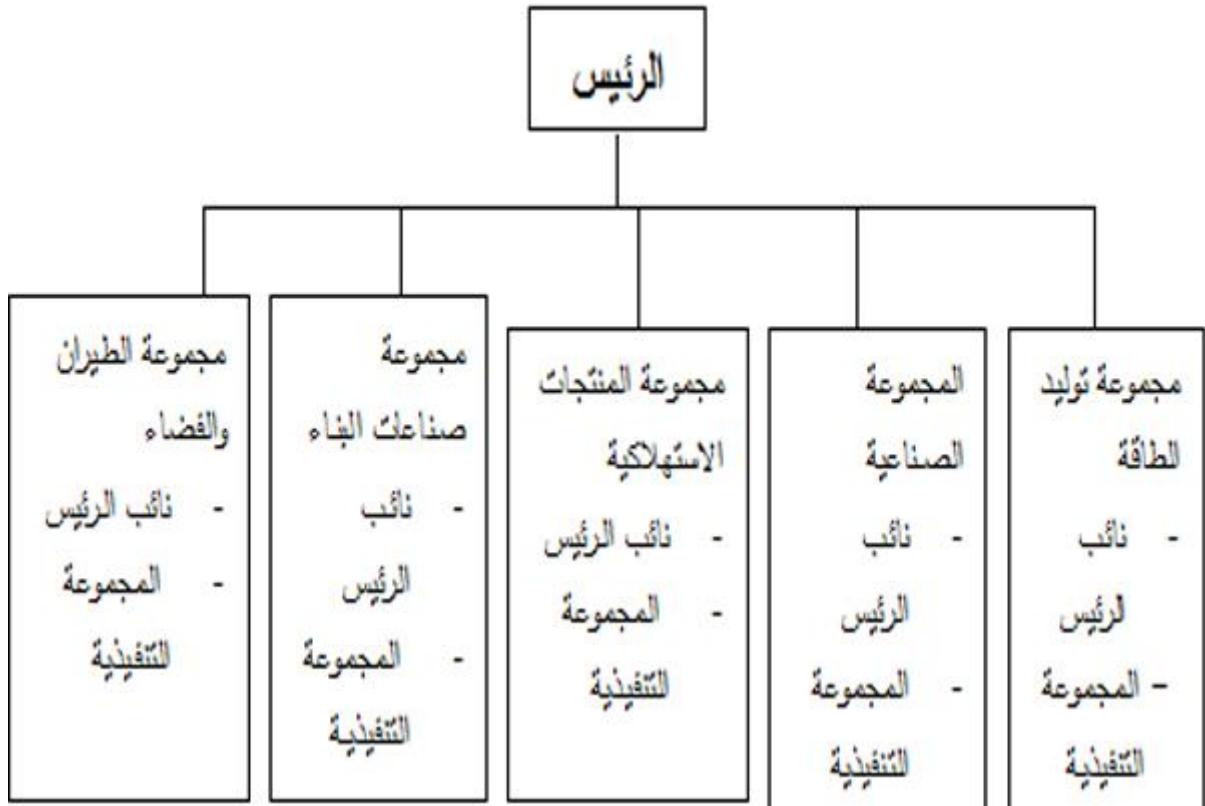 الرئيس
مجموعة توليد
الطاقة
- نائب
الرئيس
– المجموعة
التنفيذية
المجموعة
الصناعية
- نائب
الرئيس
- المجموعة
التنفيذية
مجموعة المنتجات
الاستهلاكية
- نائب الرئيس
- المجموعة
التنفيذية
مجموعة
صناعات البناء
- نائب
الرئيس
- المجموعة
التنفيذية
مجموعة الطيران
والفضاء
- نائب الرئيس
- المجموعة
التنفيذية